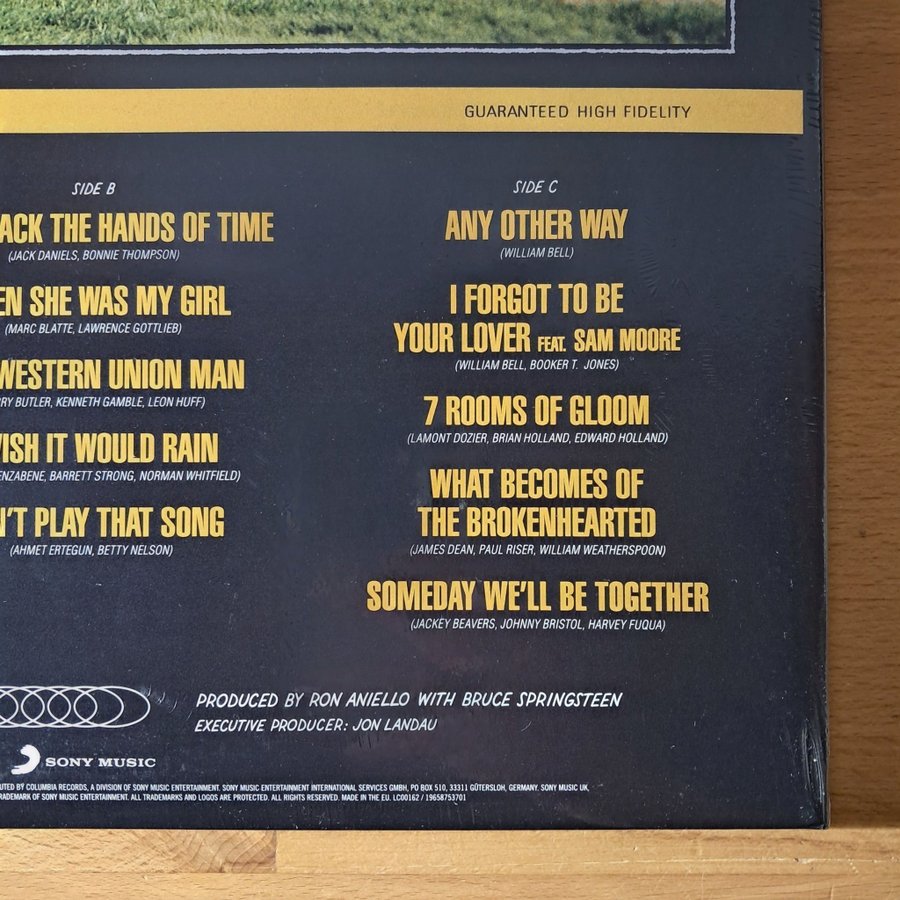 GUARANTEED HIGH FIDELITY
SIDE B
ACK THE HANDS OF TIME
(JACK DANIELS, BONNIE THOMPSON)
EN SHE WAS MY GIRL
(MARC BLATTE, LAWRENCE GOTTLIEB)
WESTERN UNION MAN
RY BUTLER, KENNETH GAMBLE, LEON HUFF)
ISH IT WOULD RAIN
ENZABENE, BARRETT STRONG, NORMAN WHITFIELD)
N'T PLAY THAT SONG
(AHMET ERTEGUN, BETTY NELSON)
SIDE C
ANY OTHER WAY
(WILLIAM BELL)
I FORGOT TO BE
YOUR LOVER FEAT. SAM MOORE
(WILLIAM BELL, BOOKER T. JONES)
7 ROOMS OF GLOOM
(LAMONT DOZIER, BRIAN HOLLAND, EDWARD HOLLAND)
WHAT BECOMES OF
THE BROKENHEARTED
(JAMES DEAN, PAUL RISER, WILLIAM WEATHERSPOON)
SOMEDAY WE'LL BE TOGETHER
(JACKEY BEAVERS, JOHNNY BRISTOL, HARVEY FUQUA)
PRODUCED BY RON ANIELLO WITH BRUCE SPRINGSTEEN
EXECUTIVE PRODUCER: JON LANDAU
SONY MUSIC
UTED BY COLUMBIA RECORDS, A DIVISION OF SONY MUSIC ENTERTAINMENT. SONY MUSIC ENTERTAINMENT INTERNATIONAL SERVICES GMBH, PO BOX 510, 33311 GÜTERSLOH, GERMANY. SONY MUSIC UK,
RADEMARK OF SONY MUSIC ENTERTAINMENT. ALL TRADEMARKS AND LOGOS ARE PROTECTED. ALL RIGHTS RESERVED. MADE IN THE EU. LC00162 / 19658753701